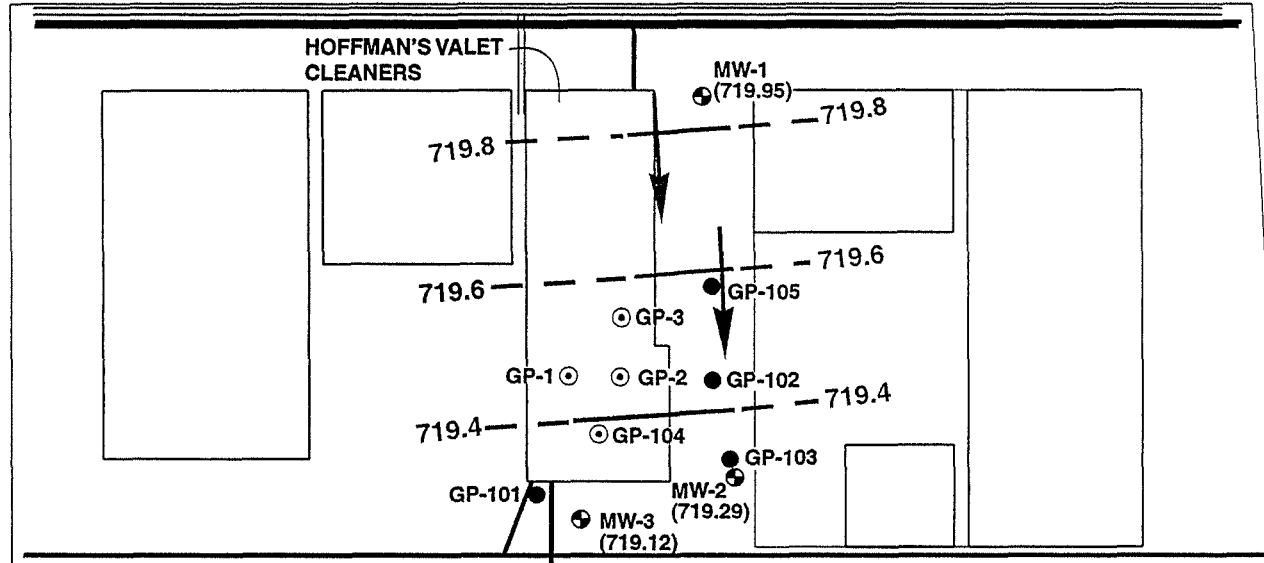 HOFFMAN'S VALET
CLEANERS
MW-1
(719.95)
719.8
719.8
719.6
719.6
GP-105
GP-3
GP-1
GP-2
GP-102
719.4
719.4
GP-104
GP-103
GP-101
MW-2
(719.29)
MW-3
(719.12)